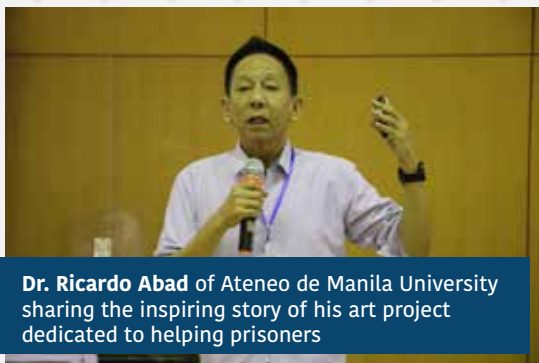 Dr. Ricardo Abad of Ateneo de Manila University
sharing the inspiring story of his art project
dedicated to helping prisoners